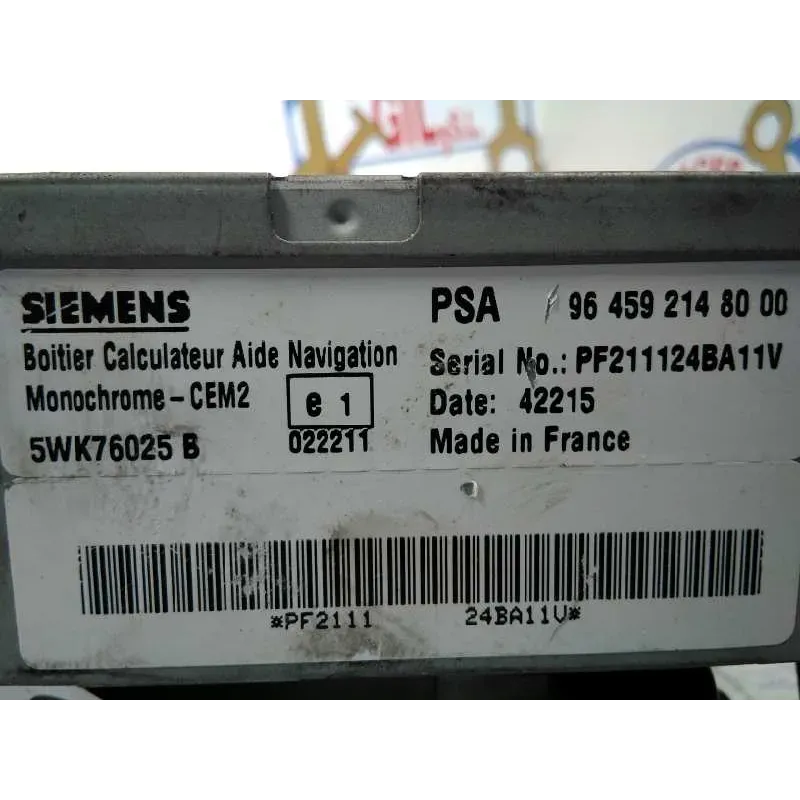 GIL
SIEMENS
Boitier Calculateur Aide Navigation
Monochrome-CEM2
e 1
5WK76025 B
022211
PSA 96 459 214 80 00
Serial No.: PF211124BA11V
Date: 42215
Made in France
*PF2111 24BA11V*